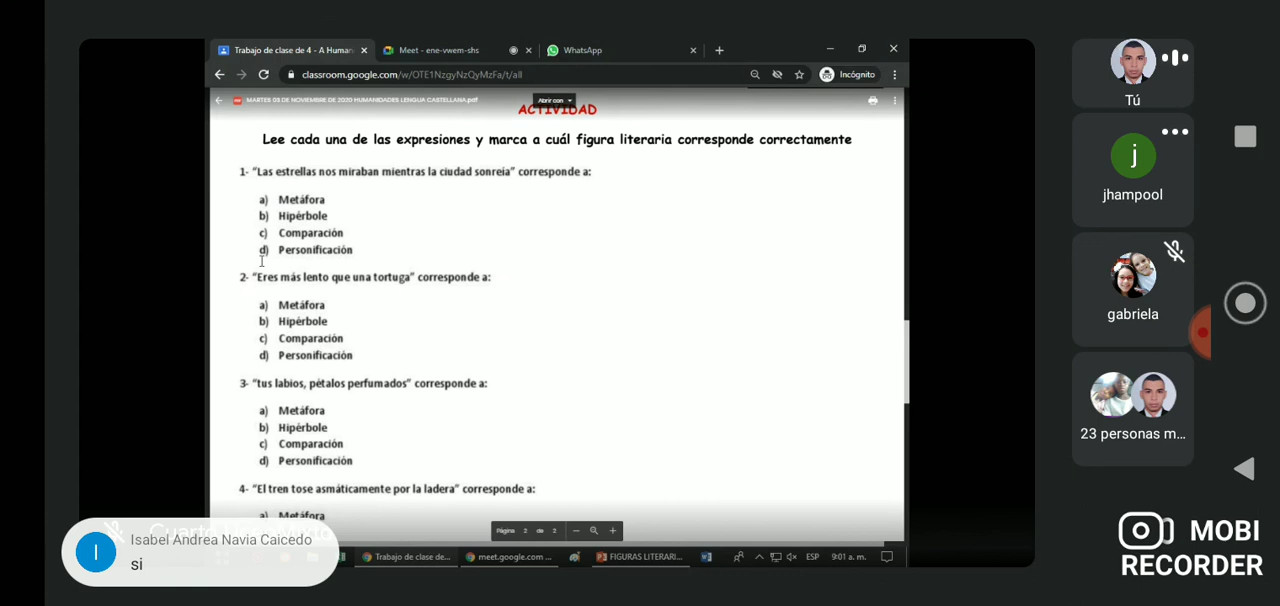 Trabajo de clase de 4 - A Human
Meet - ene-vwem-shs
WhatsApp
classroom.google.com/w/OTE1NzgyNzQyMzFa/t/all
Incógnito
MARTES 03 DE NOVIEMBRE DE 2020 HUMANIDADES LENGUA CASTELLANA.pdf
Abrir con
ACTIVIDAD
Lee cada una de las expresiones y marca a cuál figura literaria corresponde correctamente
1- "Las estrellas nos miraban mientras la ciudad sonreía" corresponde a:
a) Metáfora
b) Hipérbole
c) Comparación
d) Personificación
2- "Eres más lento que una tortuga" corresponde a:
a) Metáfora
b) Hipérbole
c) Comparación
d) Personificación
3- "tus labios, pétalos perfumados" corresponde a:
a) Metáfora
b) Hipérbole
c) Comparación
d) Personificación
4- "El tren tose asmáticamente por la ladera" corresponde a:
a) Metáfora
Página 2 de 2
Isabel Andrea Navia Caicedo
si
Trabajo de clase de...
meet.google.com ...
FIGURAS LITERARI...
ESP
9:01 a. m.
Tú
j
jhampool
gabriela
23 personas m...
I
MOBI
RECORDER